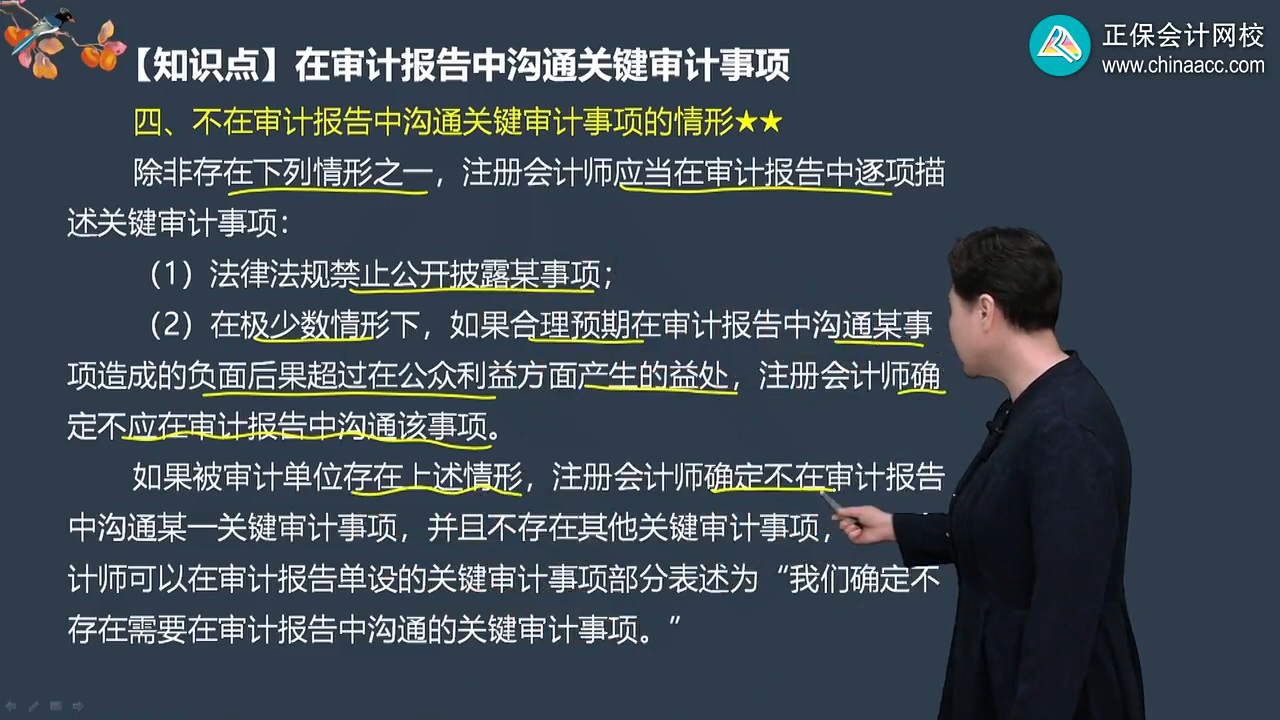 正保会计网校
www.chinaacc.com
【知识点】在审计报告中沟通关键审计事项
四、不在审计报告中沟通关键审计事项的情形★★
除非存在下列情形之一，注册会计师应当在审计报告中逐项描
述关键审计事项：
（1）法律法规禁止公开披露某事项；
（2）在极少数情形下，如果合理预期在审计报告中沟通某事
项造成的负面后果超过在公众利益方面产生的益处，注册会计师确
定不应在审计报告中沟通该事项。
如果被审计单位存在上述情形，注册会计师确定不在审计报告
中沟通某一关键审计事项，并且不存在其他关键审计事项，
计师可以在审计报告单设的关键审计事项部分表述为“我们确定不
存在需要在审计报告中沟通的关键审计事项。”